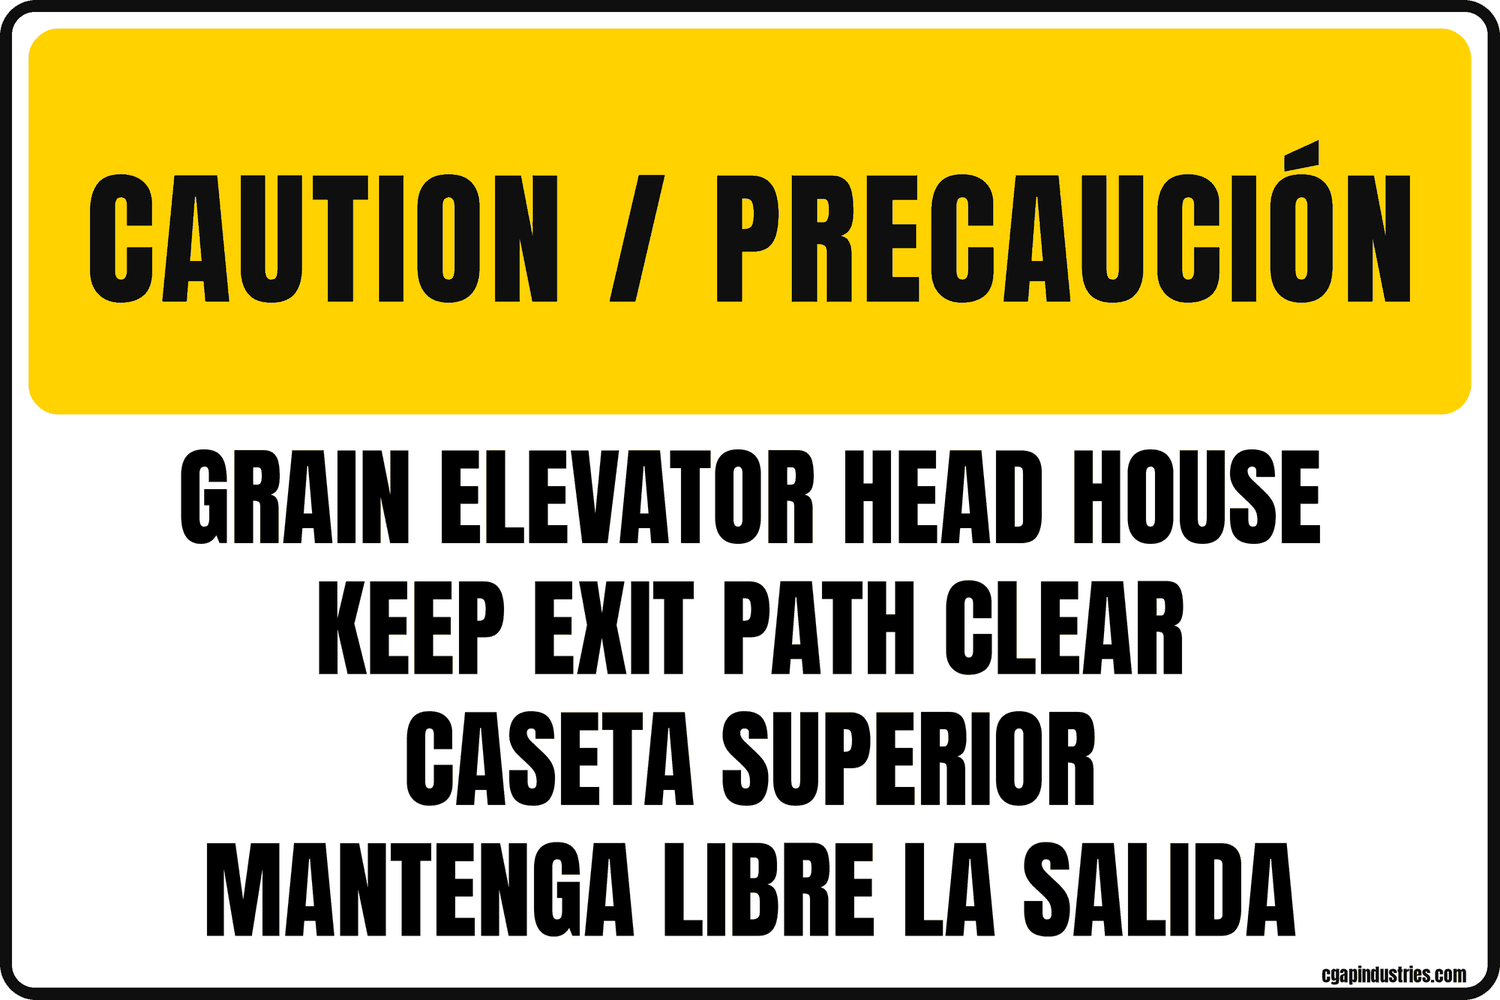 CAUTION / PRECAUCIÓN
GRAIN ELEVATOR HEAD HOUSE
KEEP EXIT PATH CLEAR
CASETA SUPERIOR
MANTENGA LIBRE LA SALIDA
cgapindustries.com